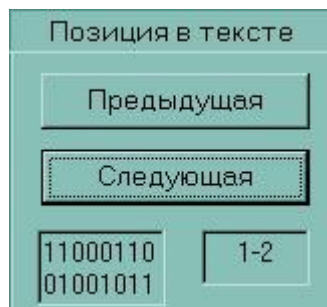 Позиция в тексте
Предыдущая
Следующая
11000110 1-2
01001011